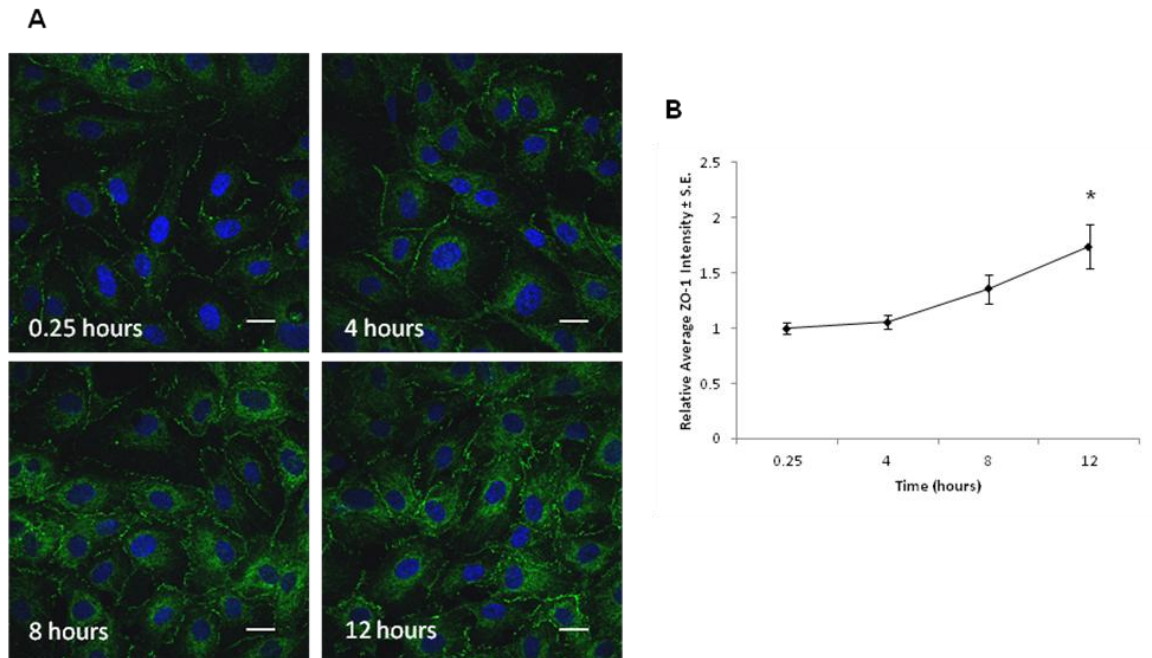 A
0.25 hours
4 hours
8 hours
12 hours
B
Relative Average ZO-1 Intensity ± S.E.
2.5
2
1.5
1
0.5
0
*
0.25 4 8 12
Time (hours)